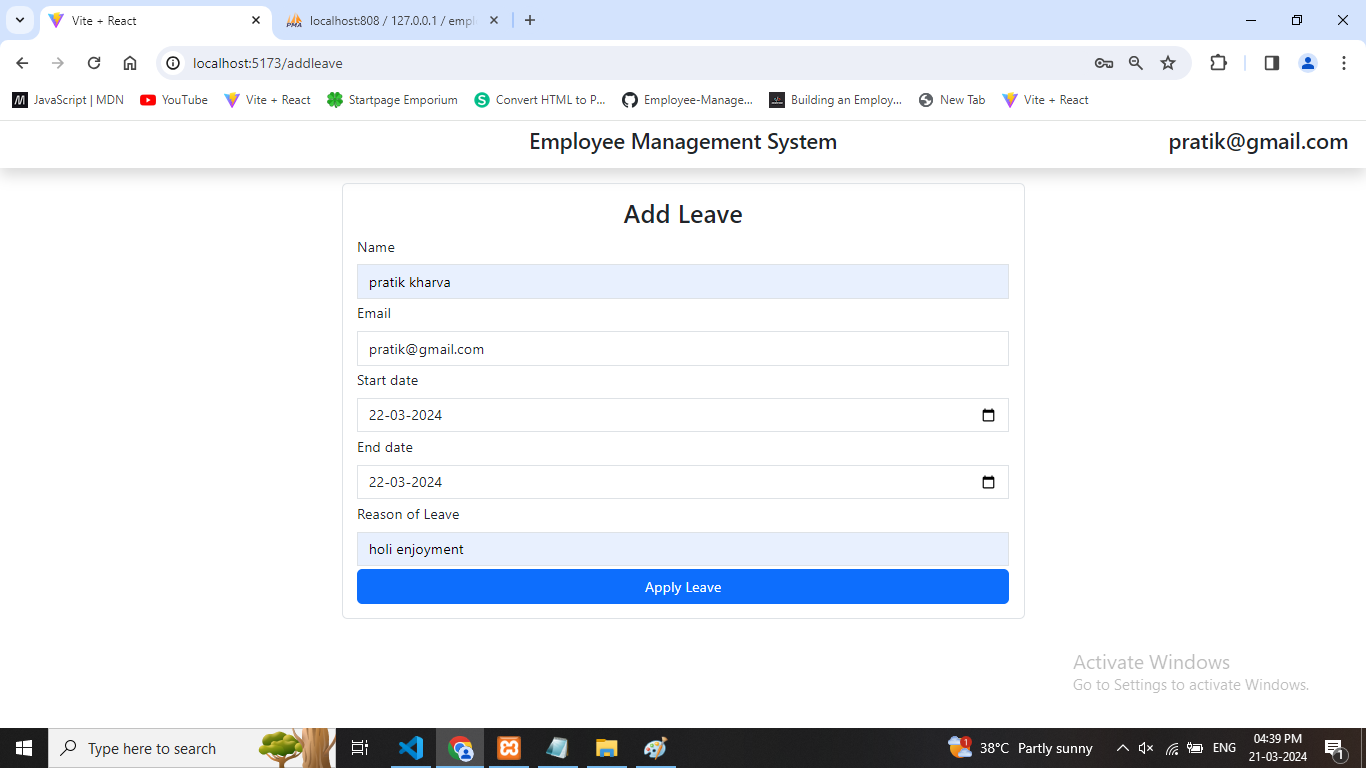 Vite + React
PMA localhost:808 / 127.0.0.1 / empl
localhost:5173/addleave
M JavaScript | MDN YouTube Vite + React Startpage Emporium S Convert HTML to P... Employee-Manage... Building an Employ... New Tab Vite + React
Employee Management System pratik@gmail.com
Add Leave
Name
pratik kharva
Email
pratik@gmail.com
Start date
22-03-2024
End date
22-03-2024
Reason of Leave
holi enjoyment
Apply Leave
Activate Windows
Go to Settings to activate Windows.
Type here to search 1 38°C Partly sunny ENG 04:39 PM 1
21-03-2024